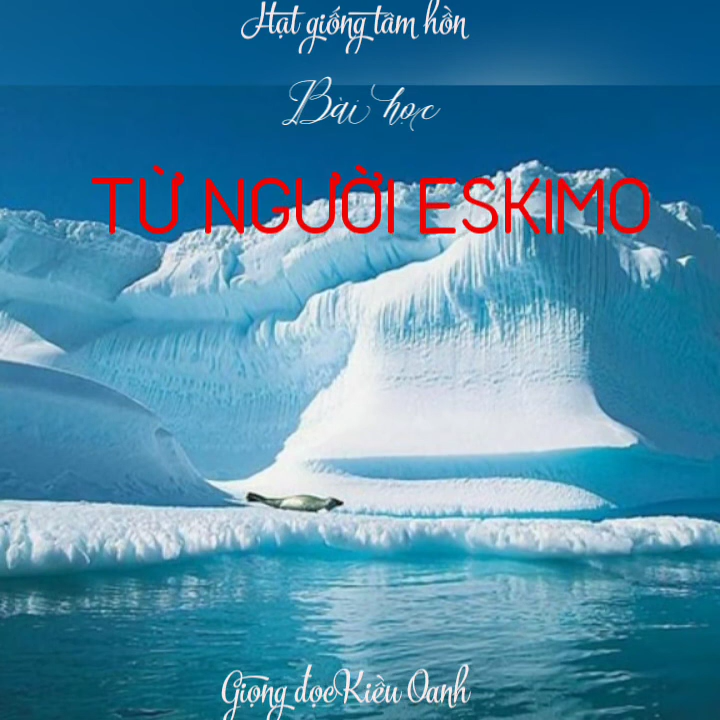 Hạt giống tâm hồn
Bài học
TỪ NGƯỜI ESKIMO
Giọng đọc Kiều Oanh